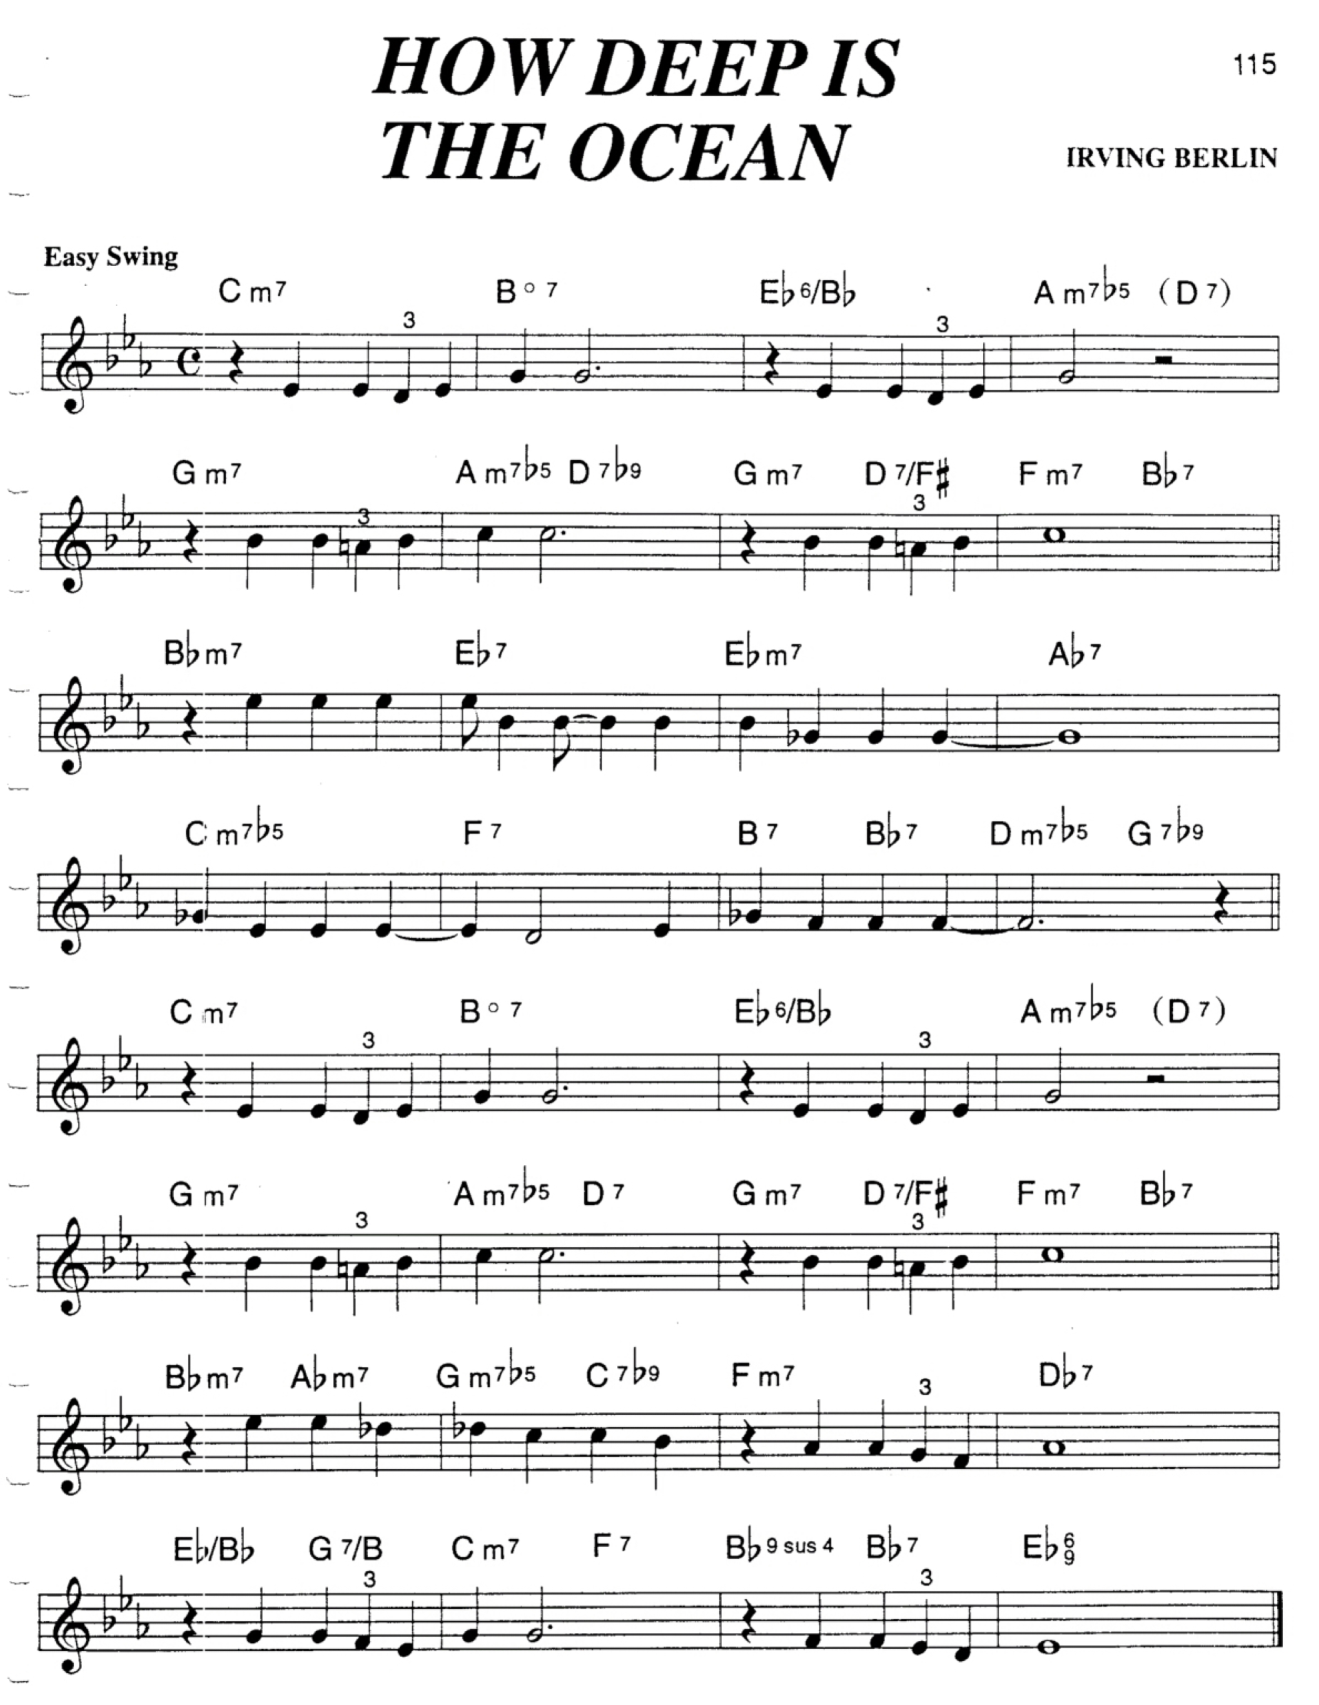 HOW DEEP IS
115
THE OCEAN
IRVING BERLIN
Easy Swing
C m7 B° 7 E♭6/B♭ A m7♭5 (D 7)
3 3
G m7 A m7♭5 D 7♭9 G m7 D 7/F♯ F m7 B♭7
3 3
B♭m7 E♭7 E♭m7 A♭7
C m7♭5 F 7 B 7 B♭7 D m7♭5 G 7♭9
C m7 B° 7 E♭6/B♭ A m7♭5 (D 7)
3 3
G m7 A m7♭5 D 7 G m7 D 7/F♯ F m7 B♭7
3 3
B♭m7 A♭m7 G m7♭5 C 7♭9 F m7 D♭7
3
E♭/B♭ G 7/B C m7 F 7 B♭9 sus 4 B♭7 E♭6 9
3 3